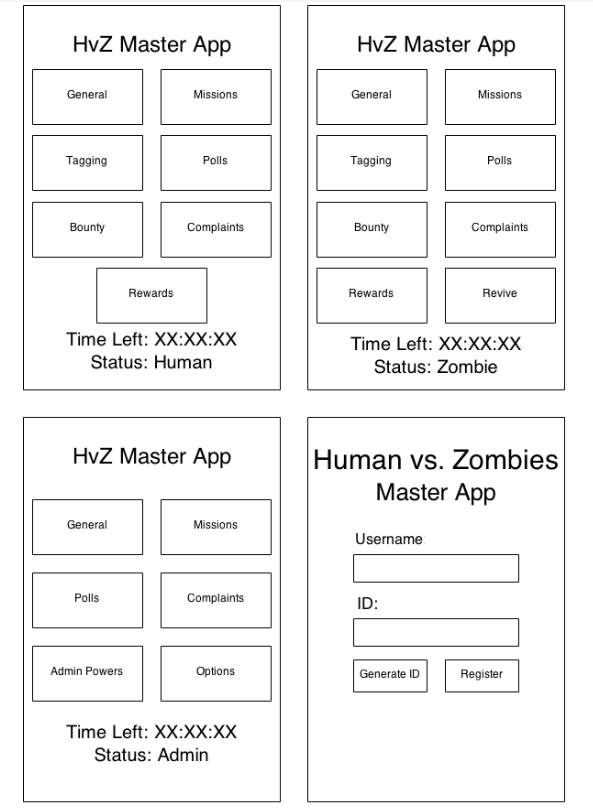 HvZ Master App
General Missions
Tagging Polls
Bounty Complaints
Rewards
Time Left: XX:XX:XX
Status: Human
HvZ Master App
General Missions
Tagging Polls
Bounty Complaints
Rewards Revive
Time Left: XX:XX:XX
Status: Zombie
HvZ Master App
General Missions
Polls Complaints
Admin Powers Options
Time Left: XX:XX:XX
Status: Admin
Human vs. Zombies
Master App
Username:
ID:
Generate ID Register